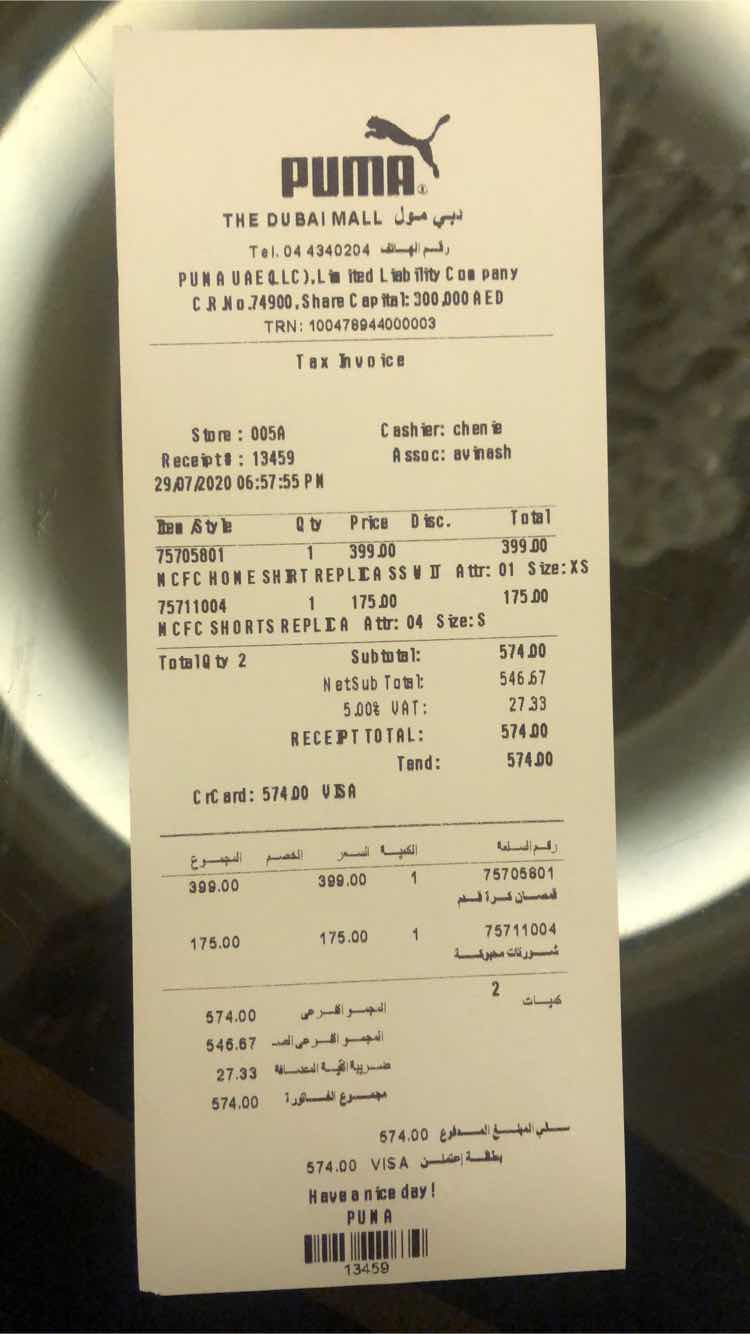 PUMA®
THE DUBAI MALL دبي مول
Tel. 04 4340204 رقم الهاتف
PUMA UAE (LLC), Limited Liability Company
C.R.No.74900, Share Capital: 300,000 AED
TRN: 100478944000003
Tax Invoice
Store : 005A Cashier: chenie
Receipt#: 13459 Assoc: avinash
29/07/2020 06:57:55 PM
Item/Style Qty Price Disc. Total
75705801 1 399.00 399.00
MCFC HOME SHIRT REPLICA SS W II Attr: 01 Size:XS
75711004 1 175.00 175.00
MCFC SHORTS REPLICA Attr: 04 Size:S
TotalQty 2 Subtotal: 574.00
NetSub Total: 546.67
5.00% VAT: 27.33
RECEIPT TOTAL: 574.00
Tend: 574.00
CrCard: 574.00 VISA
رقم السلعة الكمية السعر الخصم المجموع
75705801 1 399.00 399.00
قمصان كرة قدم
75711004 1 175.00 175.00
شورتات محبوكة
كميات 2
المجمو الفرعي 574.00
المجمو الفرعي الصـ 546.67
ضريبة القيمة المضافة 27.33
مجموع الفاتورة 574.00
المبلغ المدفوع 574.00
بطاقة إئتمان VISA 574.00
Have a nice day!
PUMA
13459